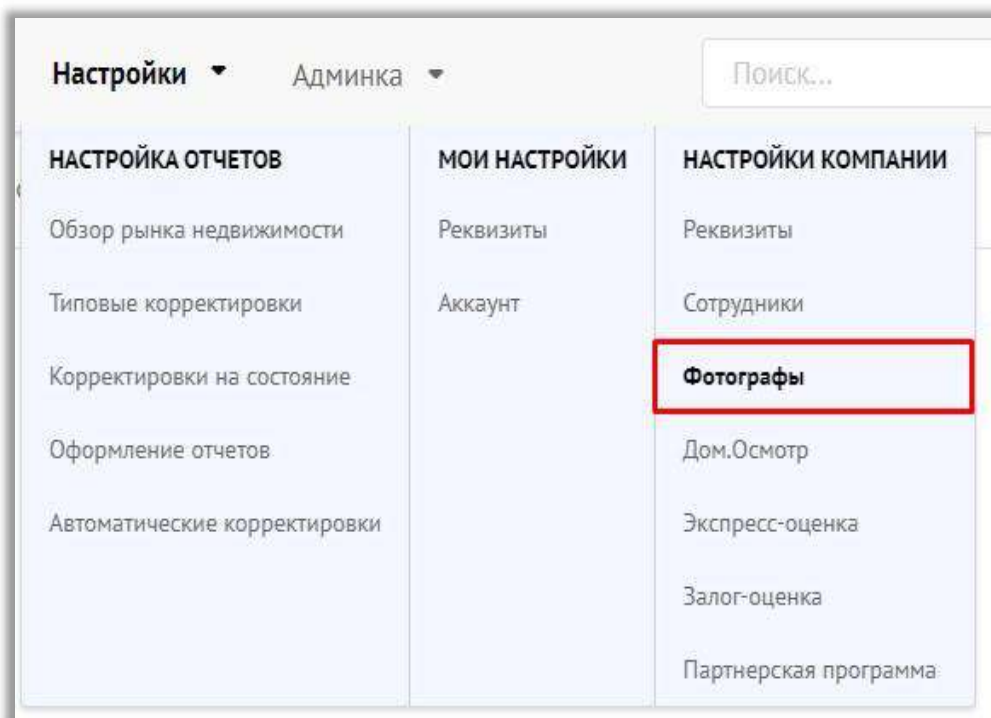 Настройки Админка Поиск...
НАСТРОЙКА ОТЧЕТОВ
Обзор рынка недвижимости
Типовые корректировки
Корректировки на состояние
Оформление отчетов
Автоматические корректировки
МОИ НАСТРОЙКИ
Реквизиты
Аккаунт
НАСТРОЙКИ КОМПАНИИ
Реквизиты
Сотрудники
Фотографы
Дом.Осмотр
Экспресс-оценка
Залог-оценка
Партнерская программа